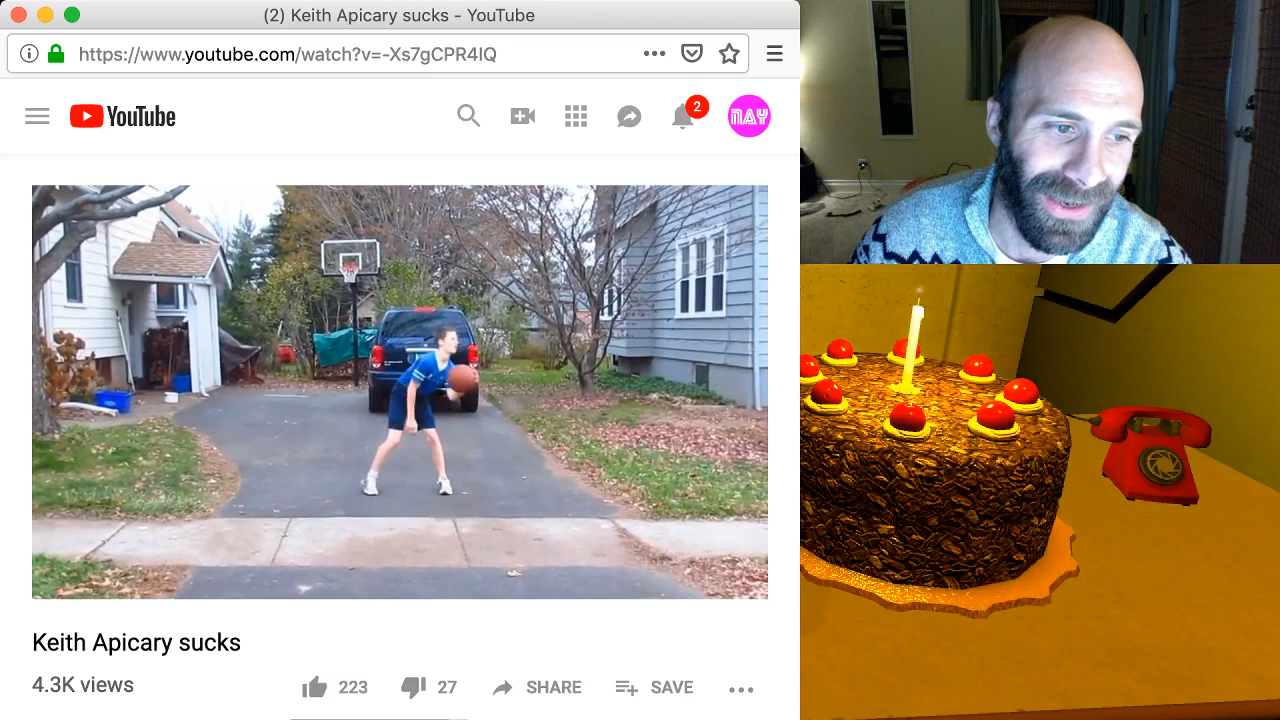 (2) Keith Apicary sucks - YouTube
https://www.youtube.com/watch?v=-Xs7gCPR4IQ
YouTube
2
NAY
Keith Apicary sucks
4.3K views
223
27
SHARE
SAVE